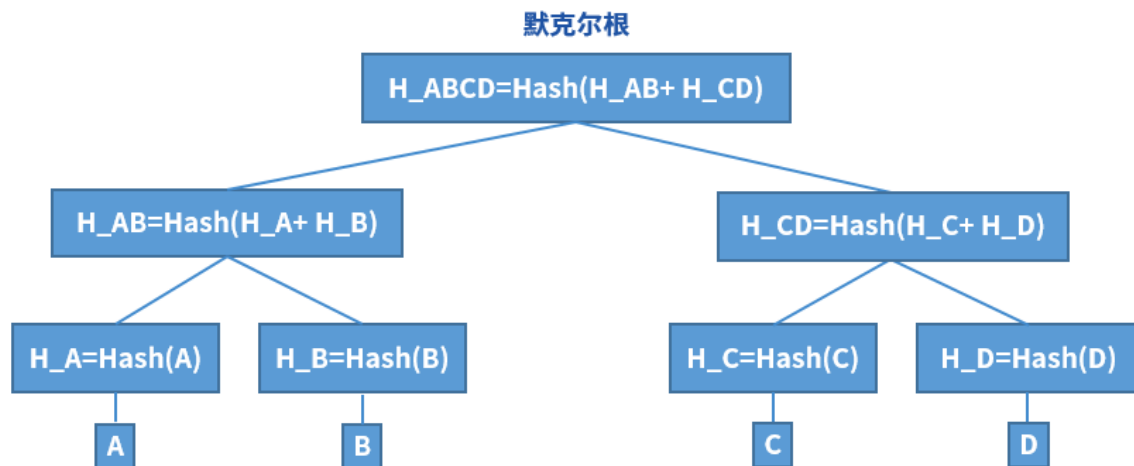 默克尔根
H_ABCD=Hash(H_AB+ H_CD)
H_AB=Hash(H_A+ H_B)
H_CD=Hash(H_C+ H_D)
H_A=Hash(A)
H_B=Hash(B)
H_C=Hash(C)
H_D=Hash(D)
A
B
C
D